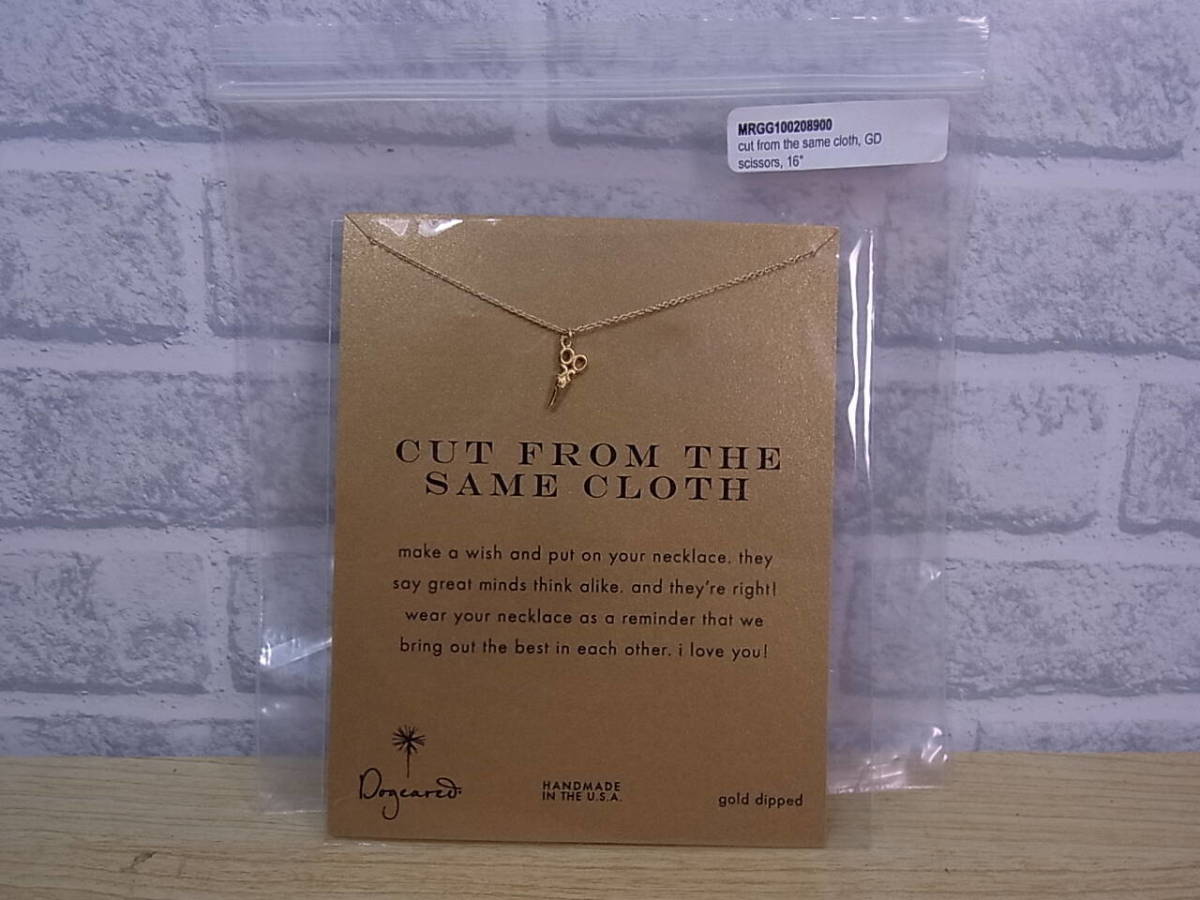 MRGG100208900
cut from the same cloth, GD
scissors, 16"
CUT FROM THE
SAME CLOTH
make a wish and put on your necklace. they
say great minds think alike. and they're right!
wear your necklace as a reminder that we
bring out the best in each other. i love you!
Dogeared
HANDMADE
IN THE U.S.A.
gold dipped